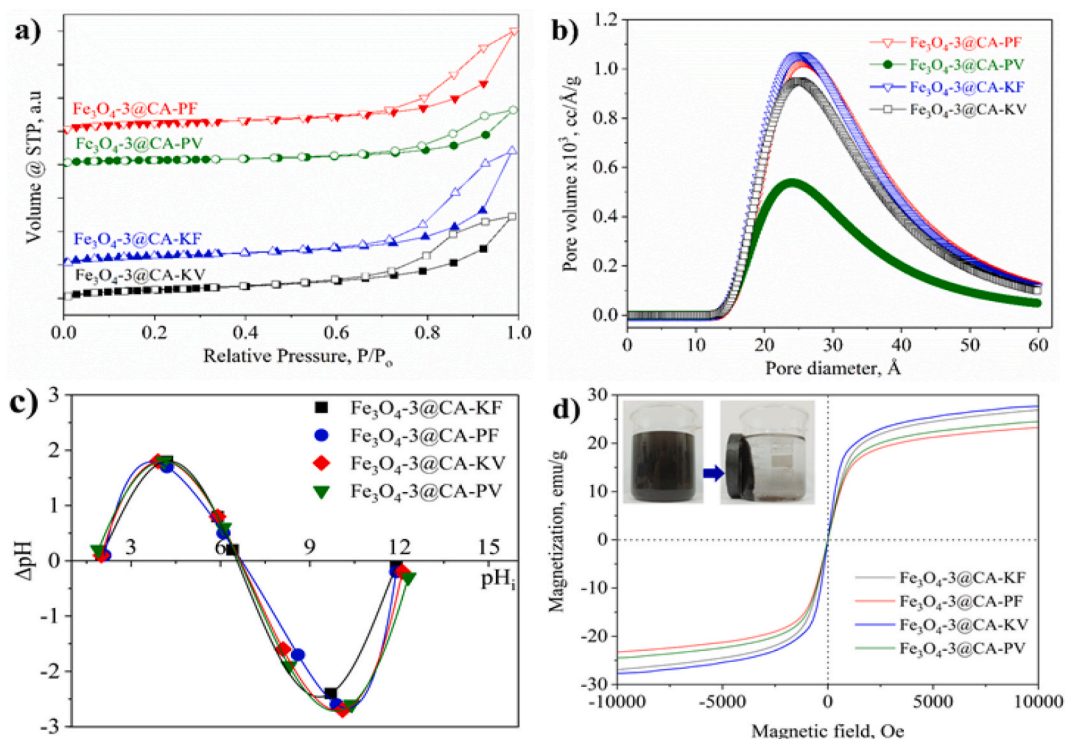 a)
Volume @ STP, a.u
Fe₃O₄-3@CA-PF
Fe₃O₄-3@CA-PV
Fe₃O₄-3@CA-KF
Fe₃O₄-3@CA-KV
0.0 0.2 0.4 0.6 0.8 1.0
Relative Pressure, P/Pₒ
b)
Pore volume x10³, cc/Å/g
1.2
1.0
0.8
0.6
0.4
0.2
0.0
Fe₃O₄-3@CA-PF
Fe₃O₄-3@CA-PV
Fe₃O₄-3@CA-KF
Fe₃O₄-3@CA-KV
0 10 20 30 40 50 60
Pore diameter, Å
c)
ΔpH
3
2
1
0
-1
-2
-3
Fe₃O₄-3@CA-KF
Fe₃O₄-3@CA-PF
Fe₃O₄-3@CA-KV
Fe₃O₄-3@CA-PV
3 6 9 12 15
pHᵢ
d)
Magnetization, emu/g
30
20
10
0
-10
-20
-30
Fe₃O₄-3@CA-KF
Fe₃O₄-3@CA-PF
Fe₃O₄-3@CA-KV
Fe₃O₄-3@CA-PV
-10000 -5000 0 5000 10000
Magnetic field, Oe